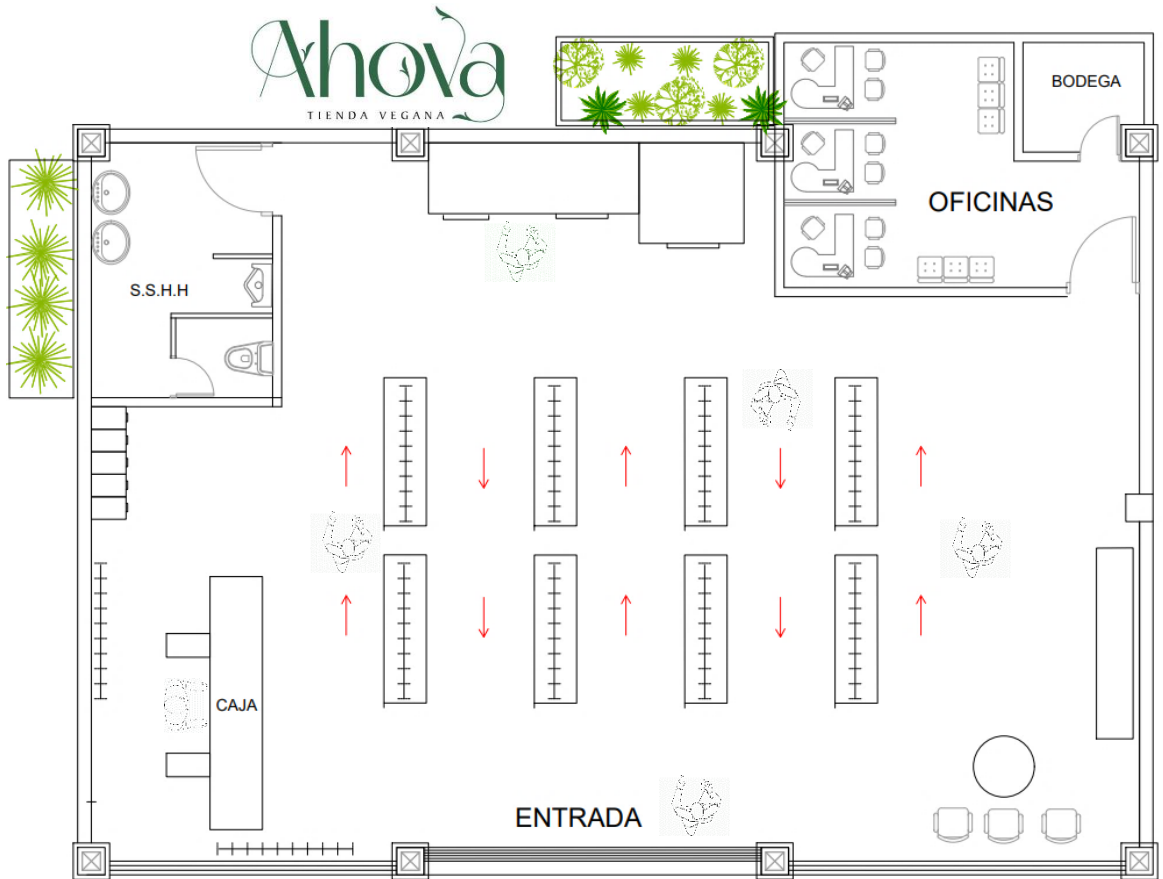 Ahova
TIENDA VEGANA
BODEGA
OFICINAS
S.S.H.H
CAJA
ENTRADA